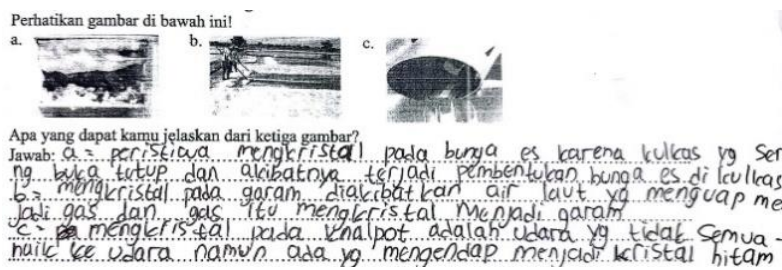 Perhatikan gambar di bawah ini!
a. b. c.
Apa yang dapat kamu jelaskan dari ketiga gambar?
Jawab: a = peristiwa mengkristal pada bunga es karena kulkas yg ser
ng buka tutup dan akibatnya terjadi pembentukan bunga es di kulkas
b = mengkristal pada garam diakibatkan air laut yg menguap me
Jadi gas dan gas itu mengkristal menjadi garam
c = mengkristal pada knalpot adalah udara yg tidak semua -
naik ke udara namun ada yg mengendap menjadi kristal hitam